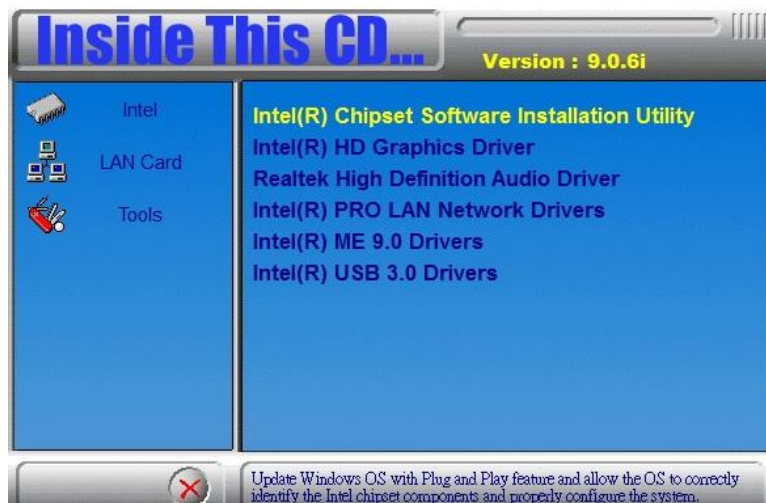 Inside This CD...
Version : 9.0.6i
Intel
LAN Card
Tools
Intel(R) Chipset Software Installation Utility
Intel(R) HD Graphics Driver
Realtek High Definition Audio Driver
Intel(R) PRO LAN Network Drivers
Intel(R) ME 9.0 Drivers
Intel(R) USB 3.0 Drivers
Update Windows OS with Plug and Play feature and allow the OS to correctly
identify the Intel chipset components and properly configure the system.